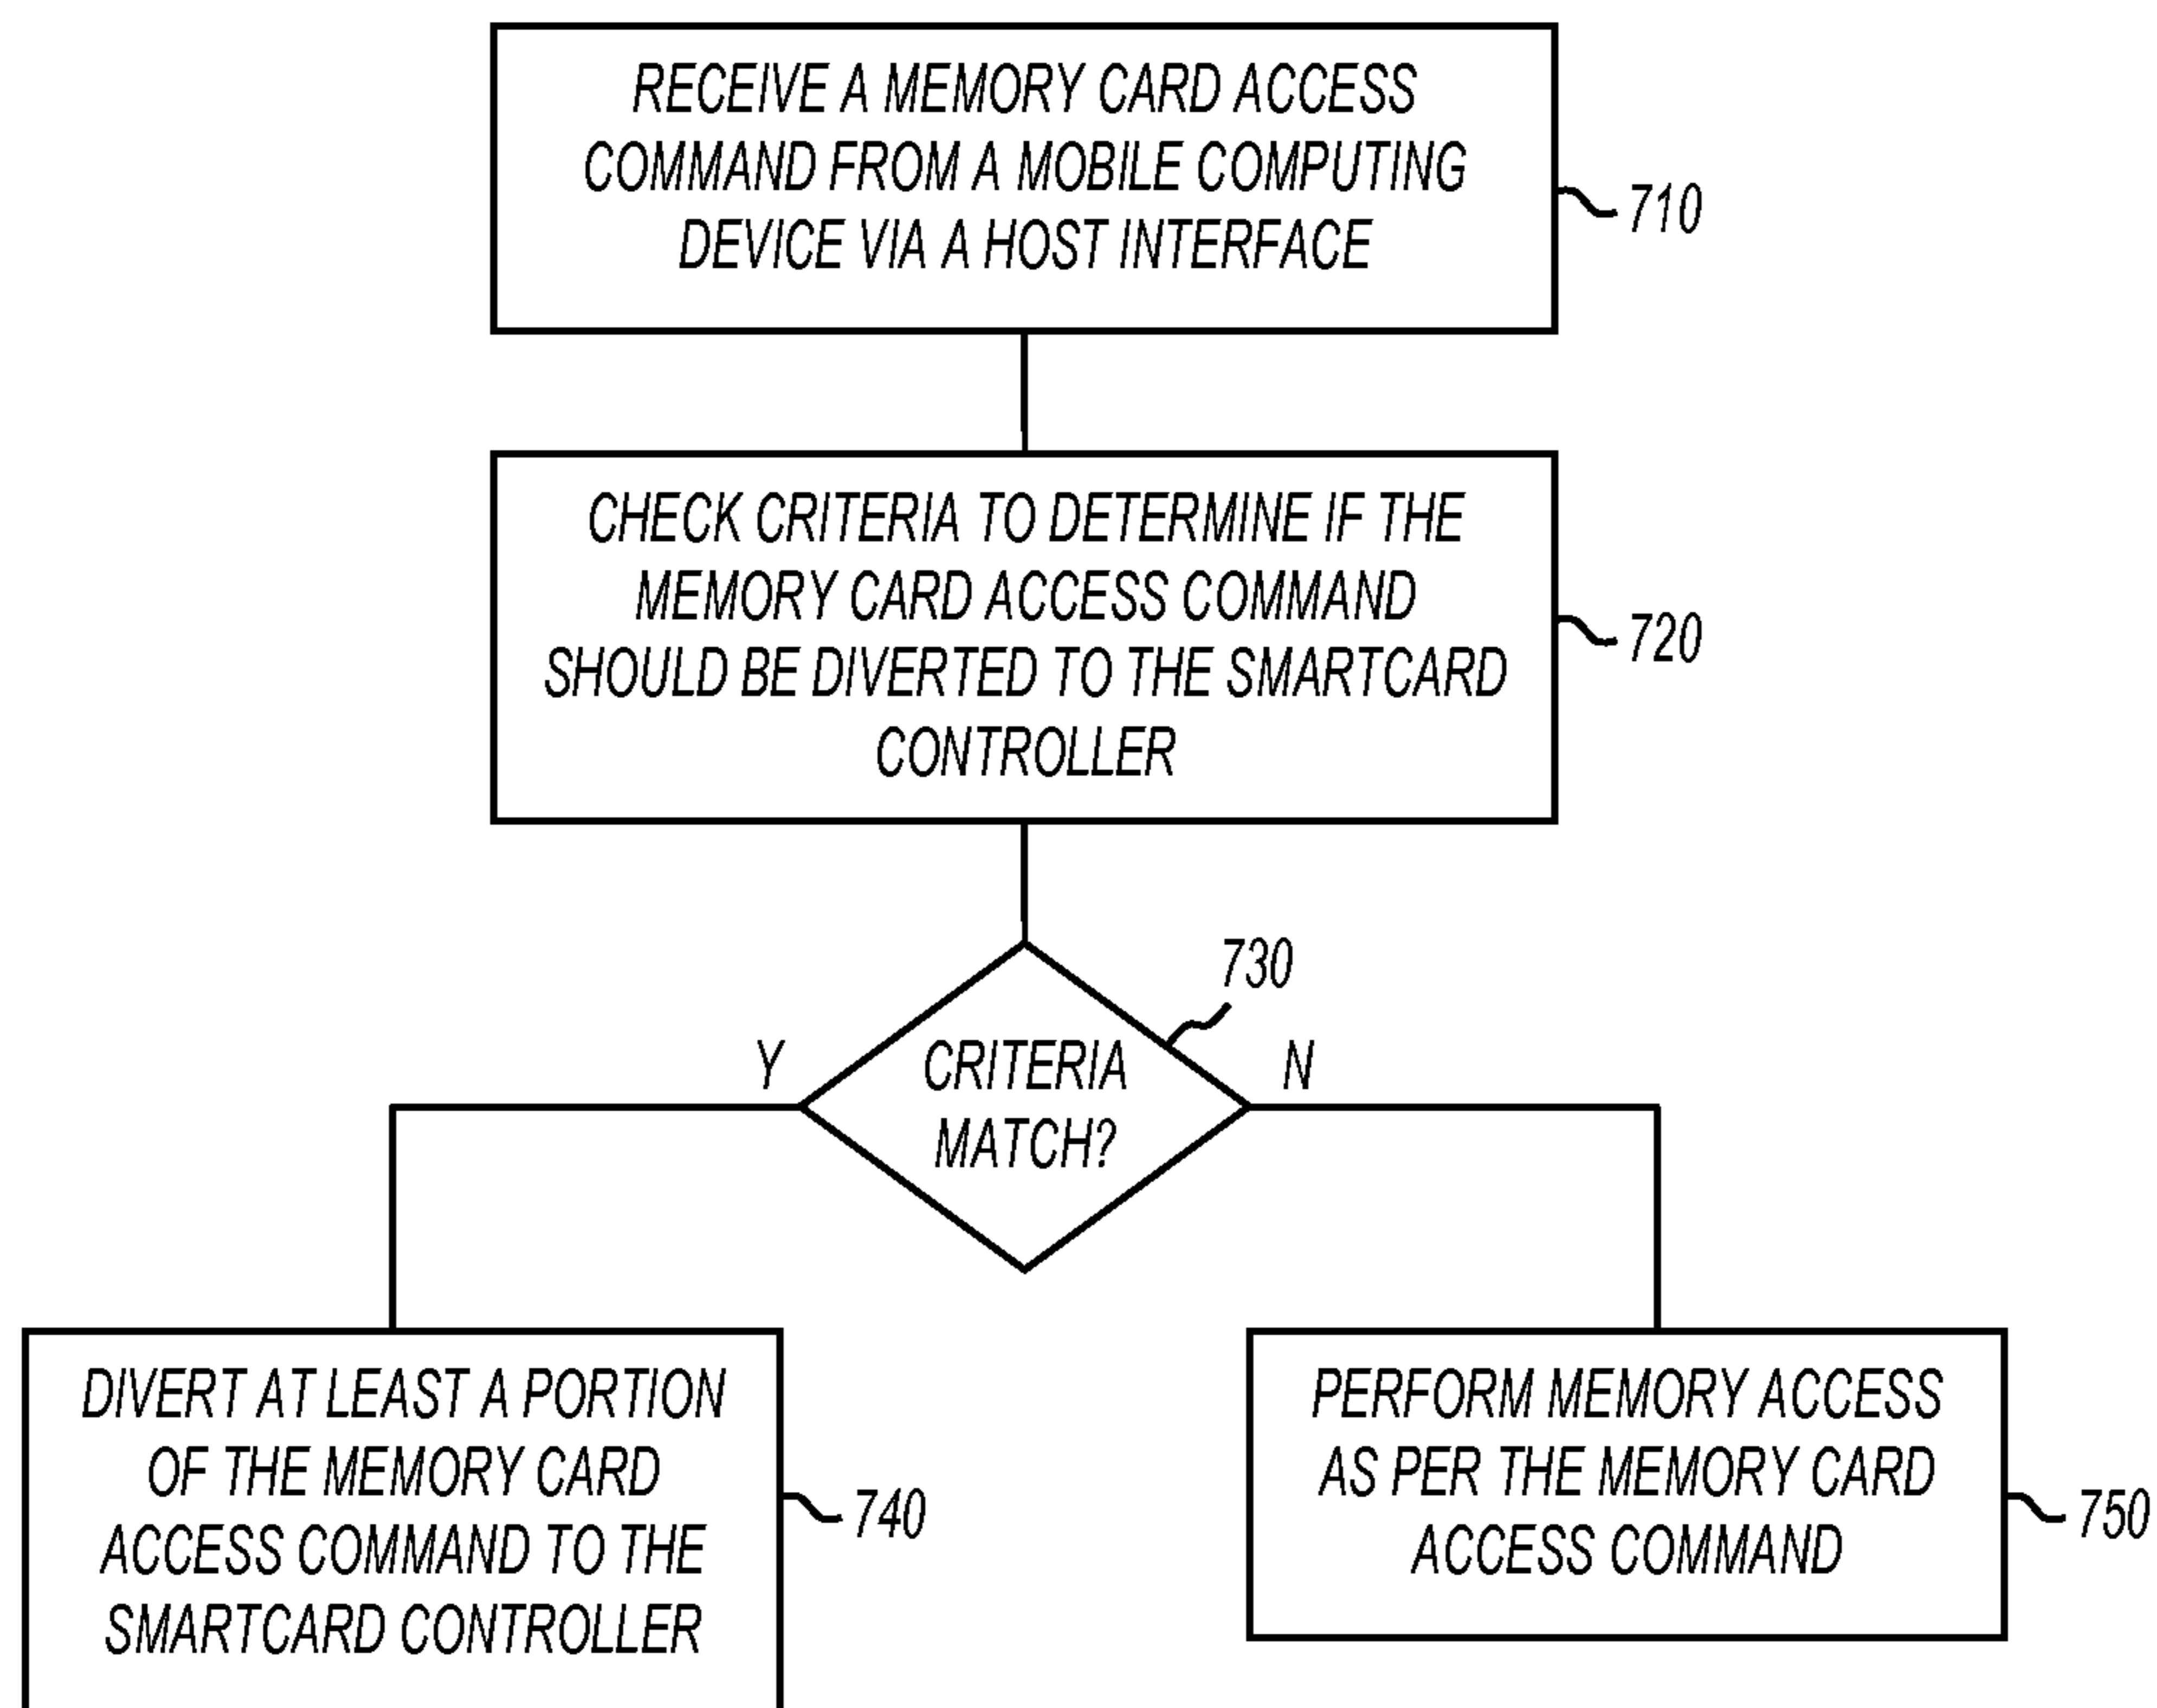 RECEIVE A MEMORY CARD ACCESS
COMMAND FROM A MOBILE COMPUTING
DEVICE VIA A HOST INTERFACE
710
CHECK CRITERIA TO DETERMINE IF THE
MEMORY CARD ACCESS COMMAND
SHOULD BE DIVERTED TO THE SMARTCARD
CONTROLLER
720
730
Y
CRITERIA
MATCH?
N
DIVERT AT LEAST A PORTION
OF THE MEMORY CARD
ACCESS COMMAND TO THE
SMARTCARD CONTROLLER
740
PERFORM MEMORY ACCESS
AS PER THE MEMORY CARD
ACCESS COMMAND
750